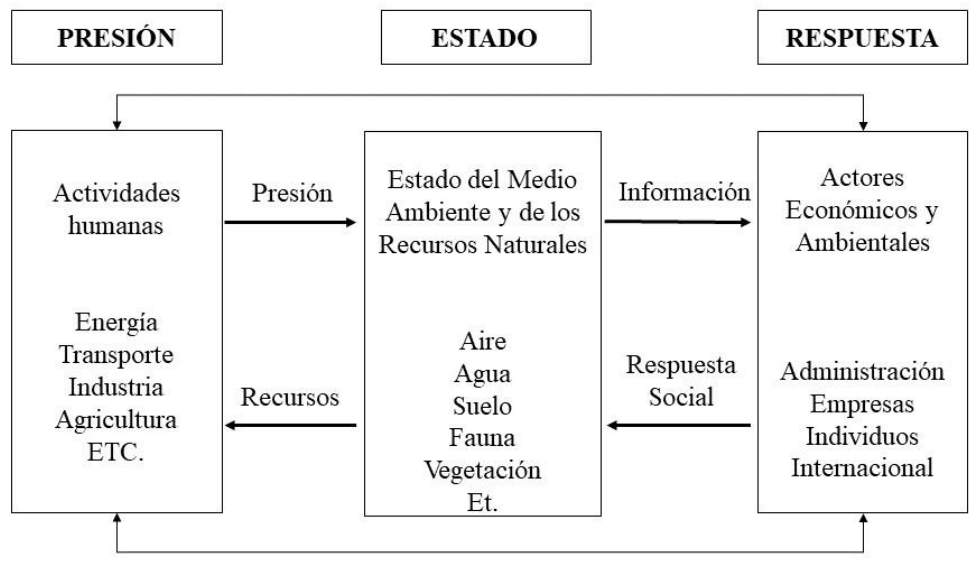 PRESIÓN
ESTADO
RESPUESTA
Actividades
humanas
Energía
Transporte
Industria
Agricultura
ETC.
Presión
Recursos
Estado del Medio
Ambiente y de los
Recursos Naturales
Aire
Agua
Suelo
Fauna
Vegetación
Et.
Información
Respuesta
Social
Actores
Económicos y
Ambientales
Administración
Empresas
Individuos
Internacional